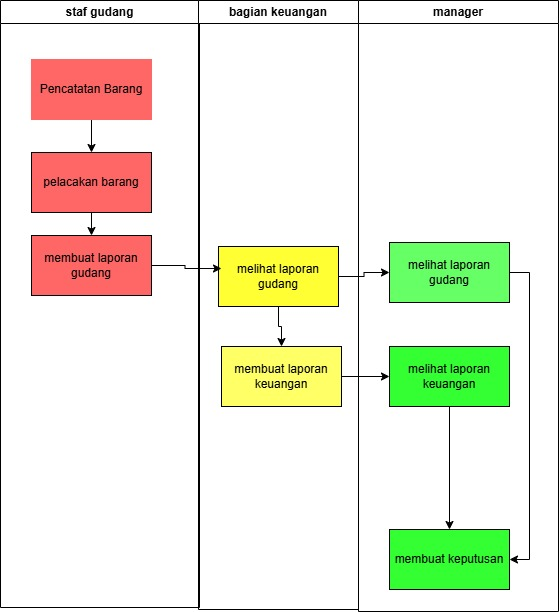 staf gudang
bagian keuangan
manager
Pencatatan Barang
pelacakan barang
membuat laporan
gudang
melihat laporan
gudang
melihat laporan
gudang
membuat laporan
keuangan
melihat laporan
keuangan
membuat keputusan